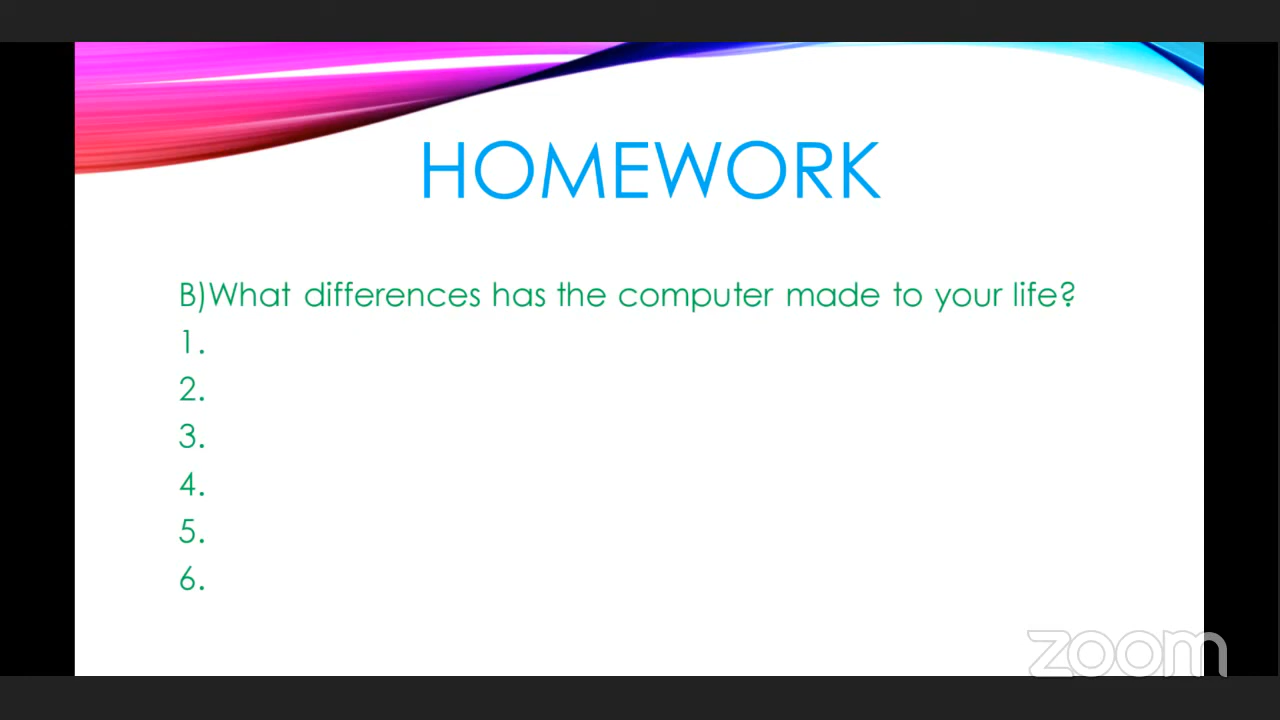 HOMEWORK
B)What differences has the computer made to your life?
1.
2.
3.
4.
5.
6.
zoom